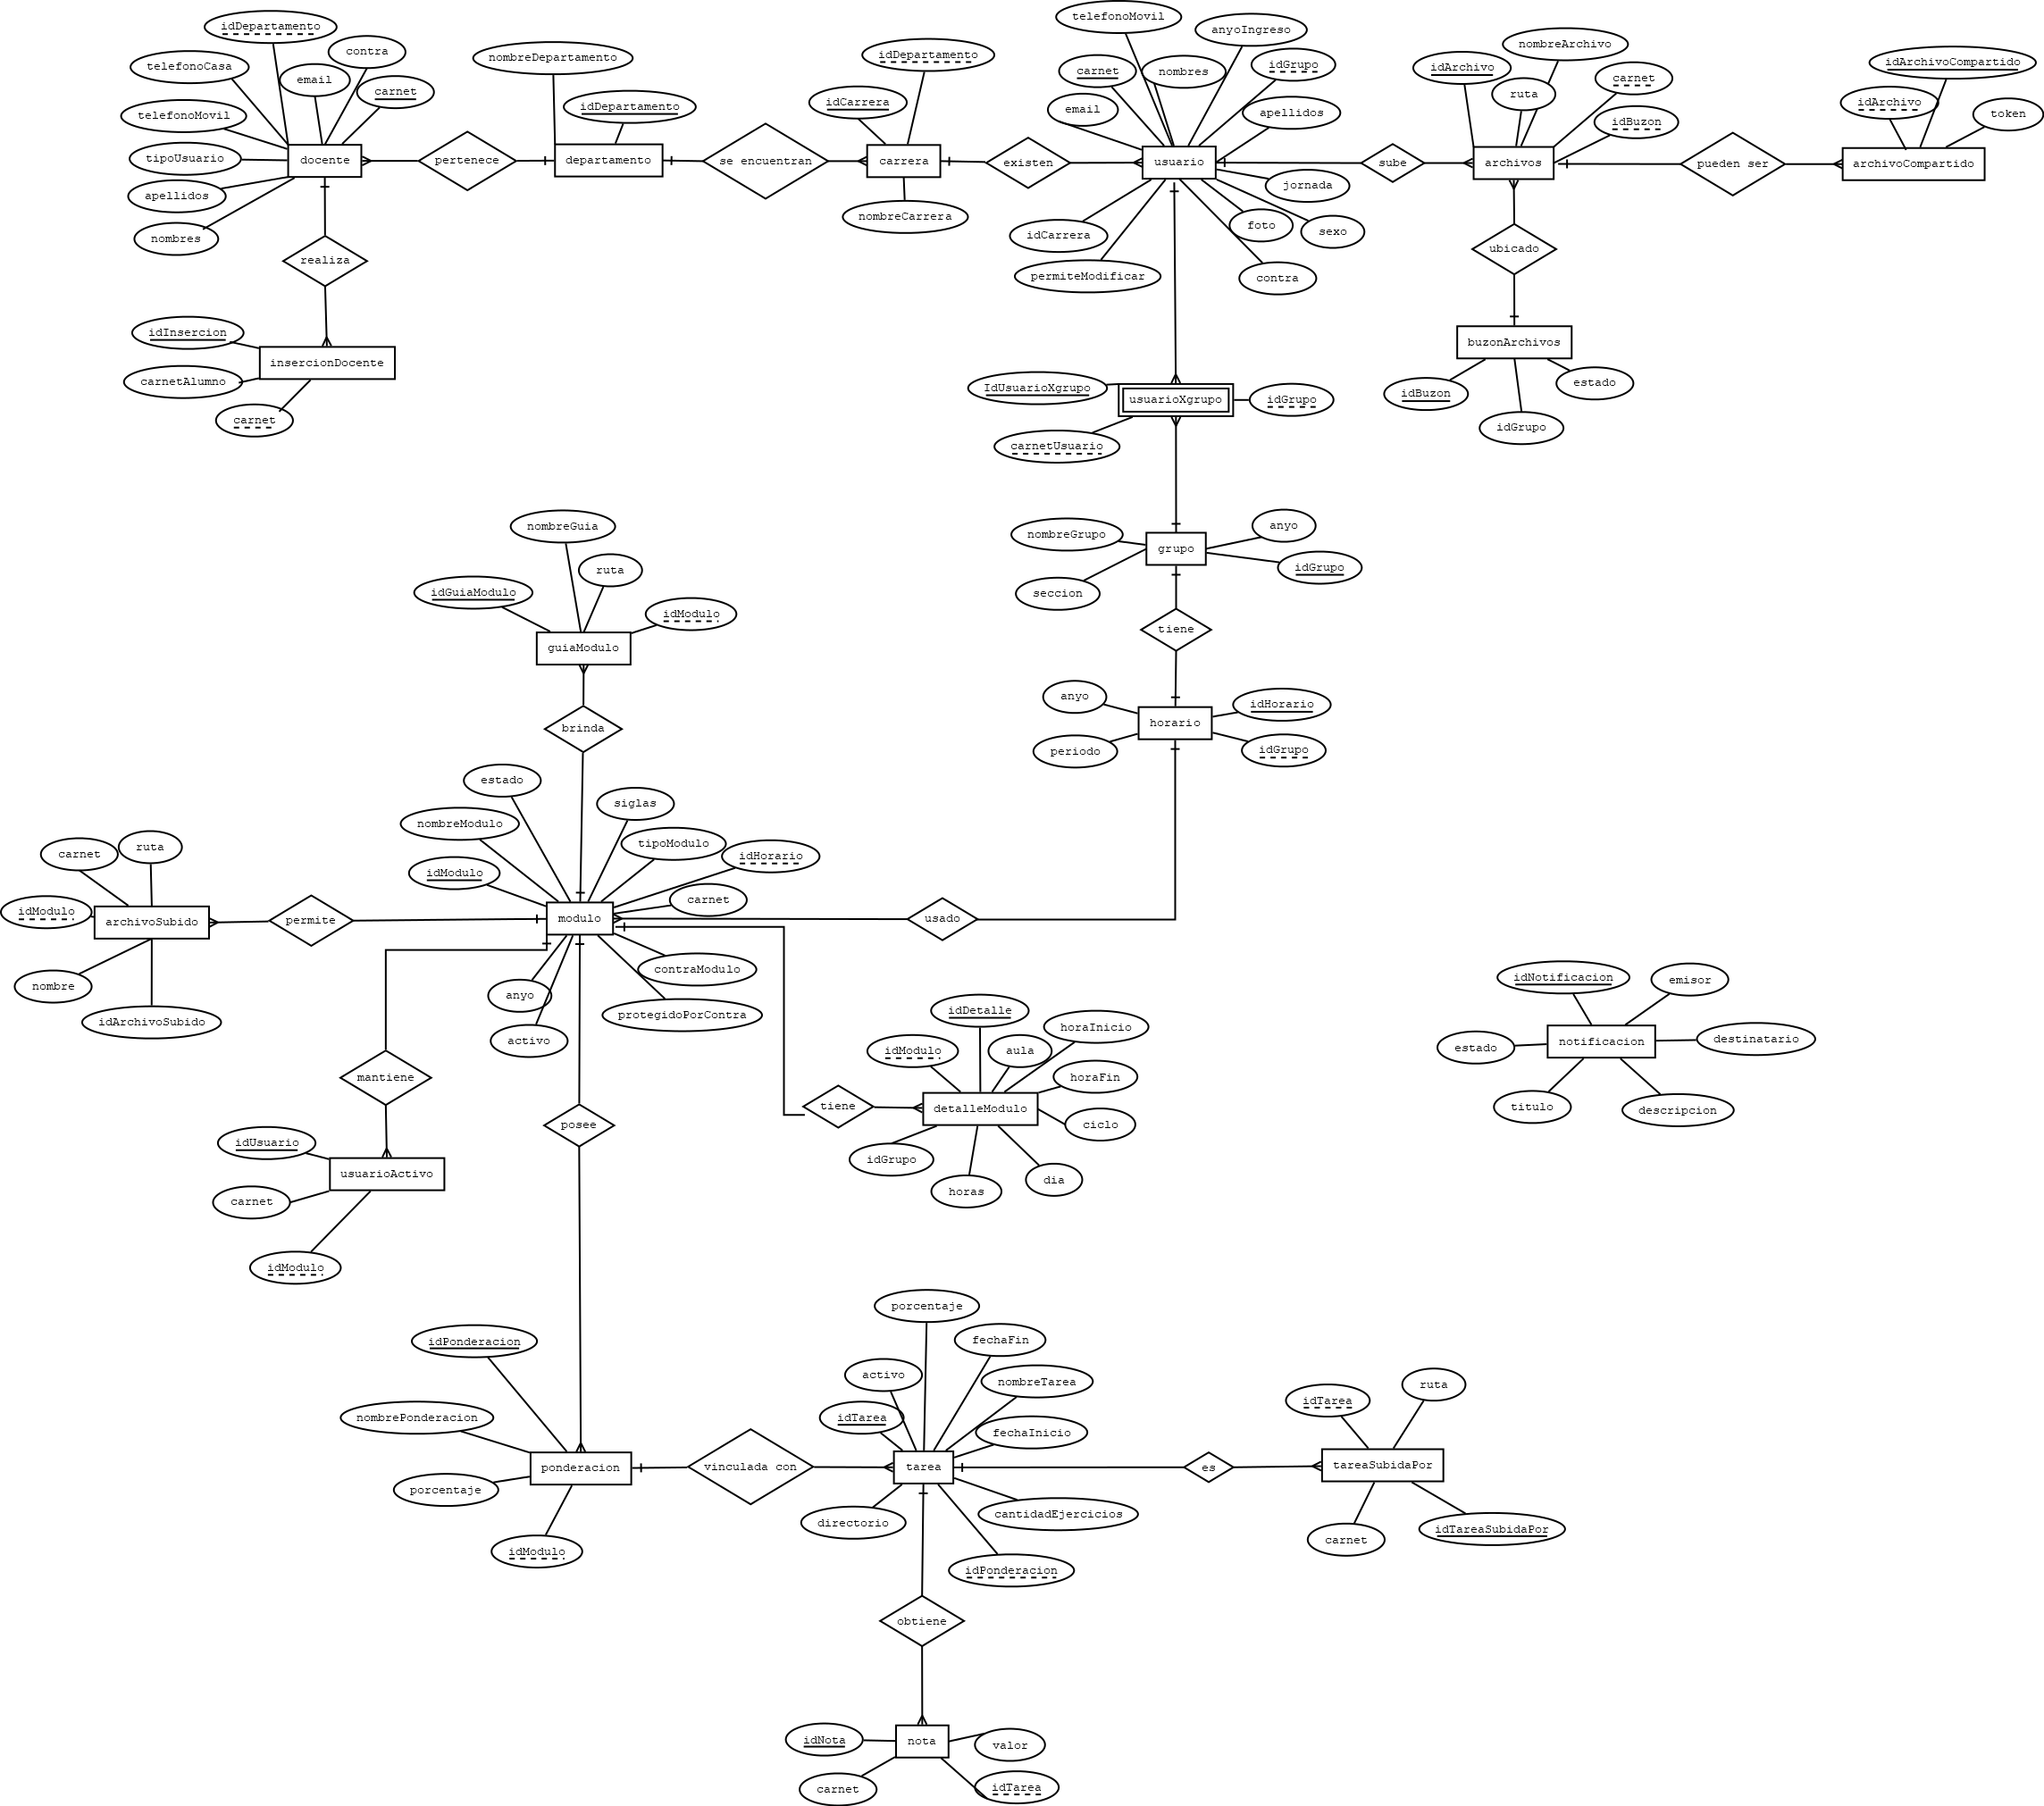 idDepartamento
telefonoCasa
contra
email
carnet
telefonoMovil
tipoUsuario
docente
apellidos
nombres
pertenece
nombreDepartamento
idDepartamento
departamento
se encuentran
idDepartamento
idCarrera
carrera
nombreCarrera
existen
telefonoMovil
anyoIngreso
carnet
nombres
idGrupo
email
apellidos
usuario
jornada
idCarrera
foto
sexo
permiteModificar
contra
sube
nombreArchivo
idArchivo
carnet
ruta
idBuzon
archivos
pueden ser
idArchivoCompartido
idArchivo
token
archivoCompartido
realiza
idInsercion
insercionDocente
carnetAlumno
carnet
ubicado
buzonArchivos
idBuzon
estado
idGrupo
IdUsuarioXgrupo
usuarioXgrupo
idGrupo
carnetUsuario
nombreGrupo
anyo
grupo
idGrupo
seccion
tiene
anyo
idHorario
horario
periodo
idGrupo
nombreGuia
ruta
idGuiaModulo
idModulo
guiaModulo
brinda
estado
siglas
nombreModulo
tipoModulo
idHorario
idModulo
carnet
modulo
usado
contraModulo
anyo
protegidoPorContra
activo
carnet
ruta
idModulo
archivoSubido
permite
nombre
idArchivoSubido
mantiene
idUsuario
usuarioActivo
carnet
idModulo
posee
tiene
idDetalle
horaInicio
idModulo
aula
horaFin
detalleModulo
ciclo
idGrupo
dia
horas
idNotificacion
emisor
estado
notificacion
destinatario
titulo
descripcion
idPonderacion
nombrePonderacion
ponderacion
porcentaje
idModulo
vinculada con
porcentaje
fechaFin
activo
nombreTarea
idTarea
fechaInicio
tarea
cantidadEjercicios
directorio
idPonderacion
es
ruta
idTarea
tareaSubidaPor
carnet
idTareaSubidaPor
obtiene
idNota
nota
valor
carnet
idTarea